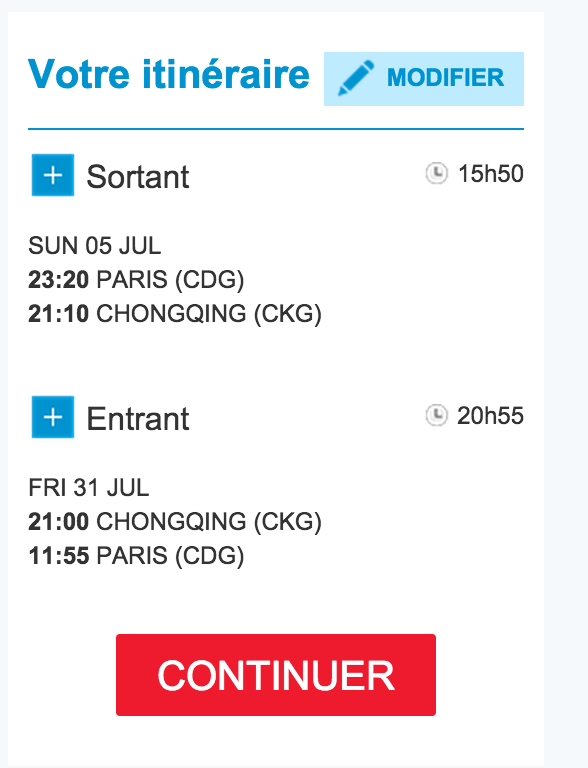 Votre itinéraire
MODIFIER
Sortant
15h50
SUN 05 JUL
23:20 PARIS (CDG)
21:10 CHONGQING (CKG)
Entrant
20h55
FRI 31 JUL
21:00 CHONGQING (CKG)
11:55 PARIS (CDG)
CONTINUER